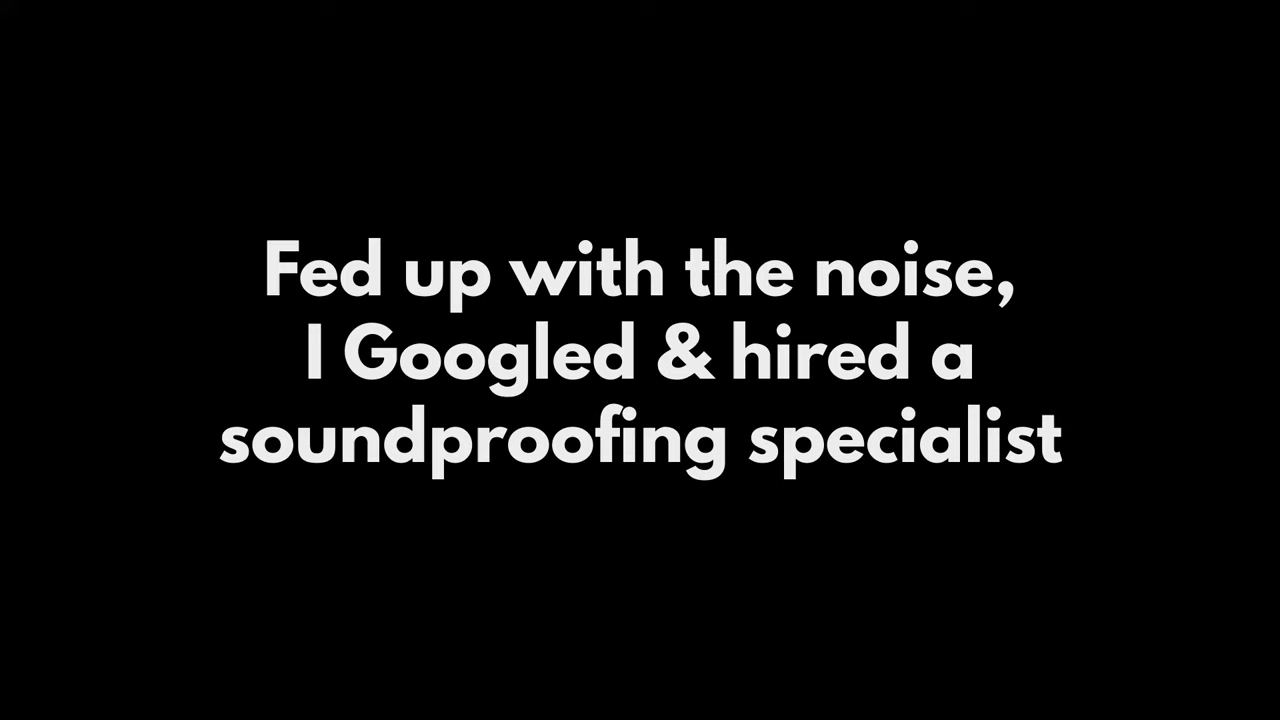 Fed up with the noise,
I Googled & hired a
soundproofing specialist